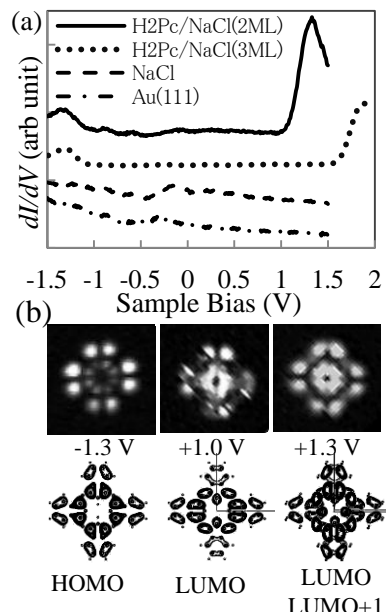 (a)
H2Pc/NaCl(2ML)
H2Pc/NaCl(3ML)
NaCl
Au(111)
dI/dV (arb unit)
-1.5 -1 -0.5 0 0.5 1 1.5 2
Sample Bias (V)
(b)
-1.3 V +1.0 V +1.3 V
HOMO LUMO LUMO
LUMO+1